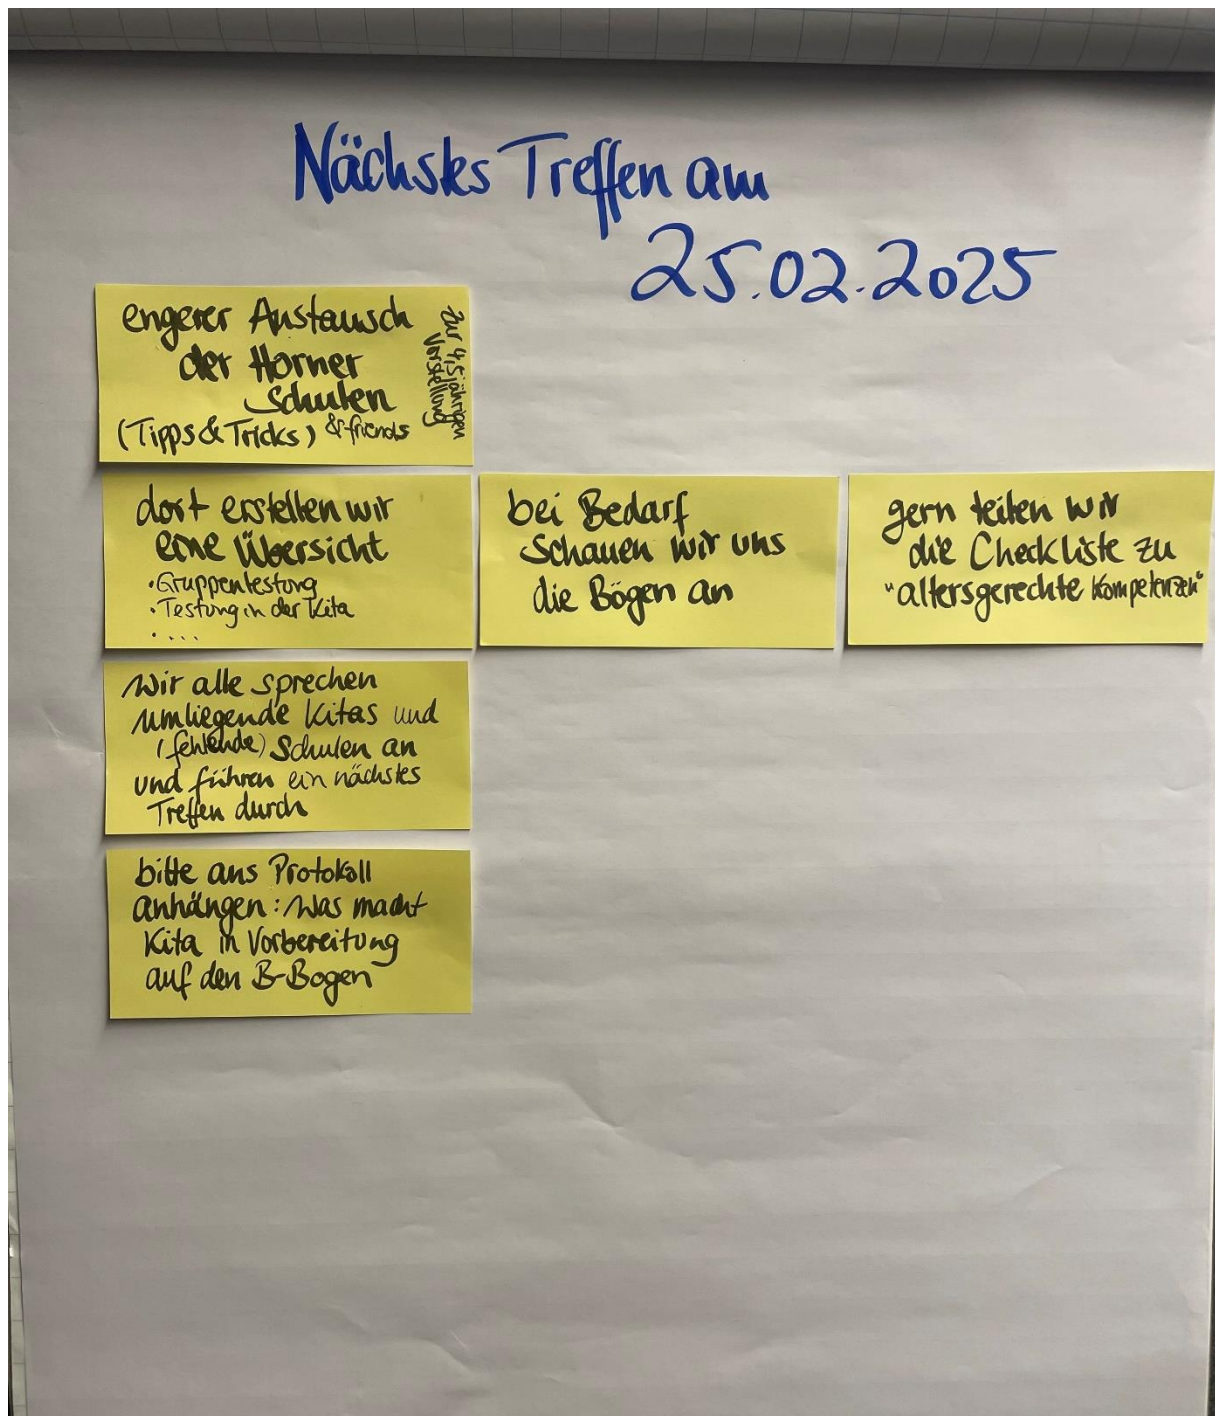 Nächstes Treffen am
25.02.2025
engerer Austausch
der Horner
Schulen
(Tipps & Tricks) & friends
zur 4,5 jährigen
Vorstellung
dort erstellen wir
eine Übersicht
• Gruppentestung
• Testung in der Kita
• ...
bei Bedarf
schauen wir uns
die Bögen an
gern teilen wir
die Checkliste zu
"altersgerechte Kompetenzen"
Wir alle sprechen
umliegende Kitas und
(fehlende) Schulen an
und führen ein nächstes
Treffen durch
bitte ans Protokoll
anhängen: Was macht
Kita in Vorbereitung
auf den B-Bogen